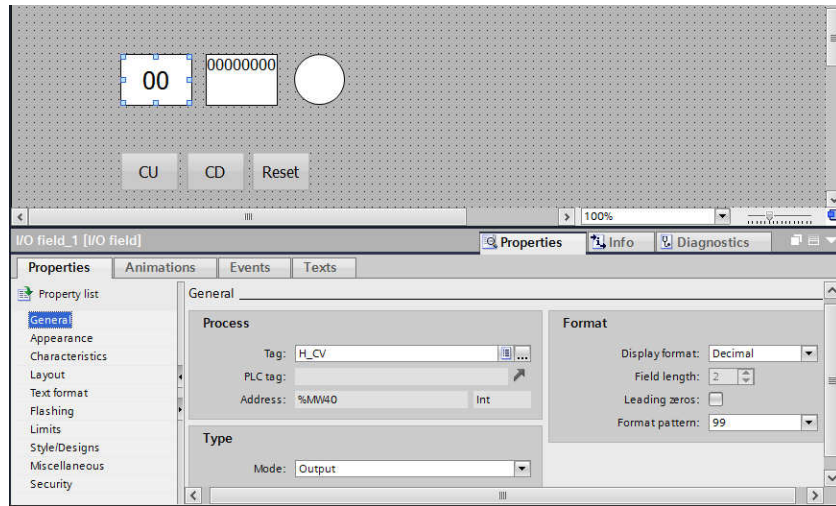 00 00000000
CU CD Reset
100%
I/O field_1 [I/O field] Properties Info Diagnostics
Properties Animations Events Texts
Property list
General
Appearance
Characteristics
Layout
Text format
Flashing
Limits
Style/Designs
Miscellaneous
Security
General
Process
Tag: H_CV ...
PLC tag:
Address: %MW40 Int
Type
Mode: Output
Format
Display format: Decimal
Field length: 2
Leading zeros:
Format pattern: 99